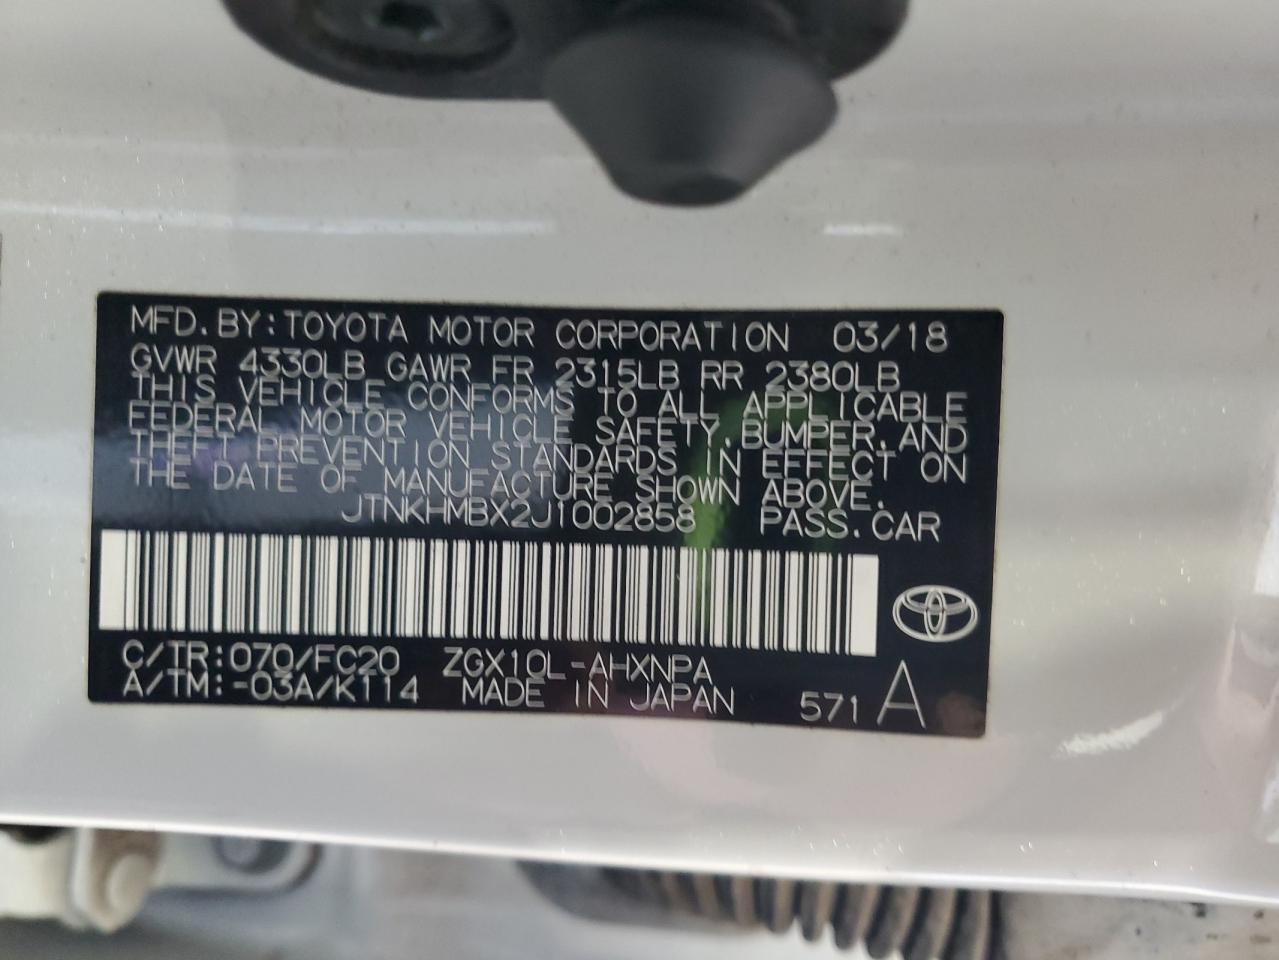 MFD.BY:TOYOTA MOTOR CORPORATION 03/18
GVWR 4330LB GAWR FR 2315LB RR 2380LB
THIS VEHICLE CONFORMS TO ALL APPLICABLE
FEDERAL MOTOR VEHICLE SAFETY,BUMPER,AND
THEFT PREVENTION STANDARDS IN EFFECT ON
THE DATE OF MANUFACTURE SHOWN ABOVE.
JTNKHMBX2J1002858 PASS.CAR
C/TR:070/FC20 ZGX10L-AHXNPA
A/TM:-03A/K114 MADE IN JAPAN 571 A